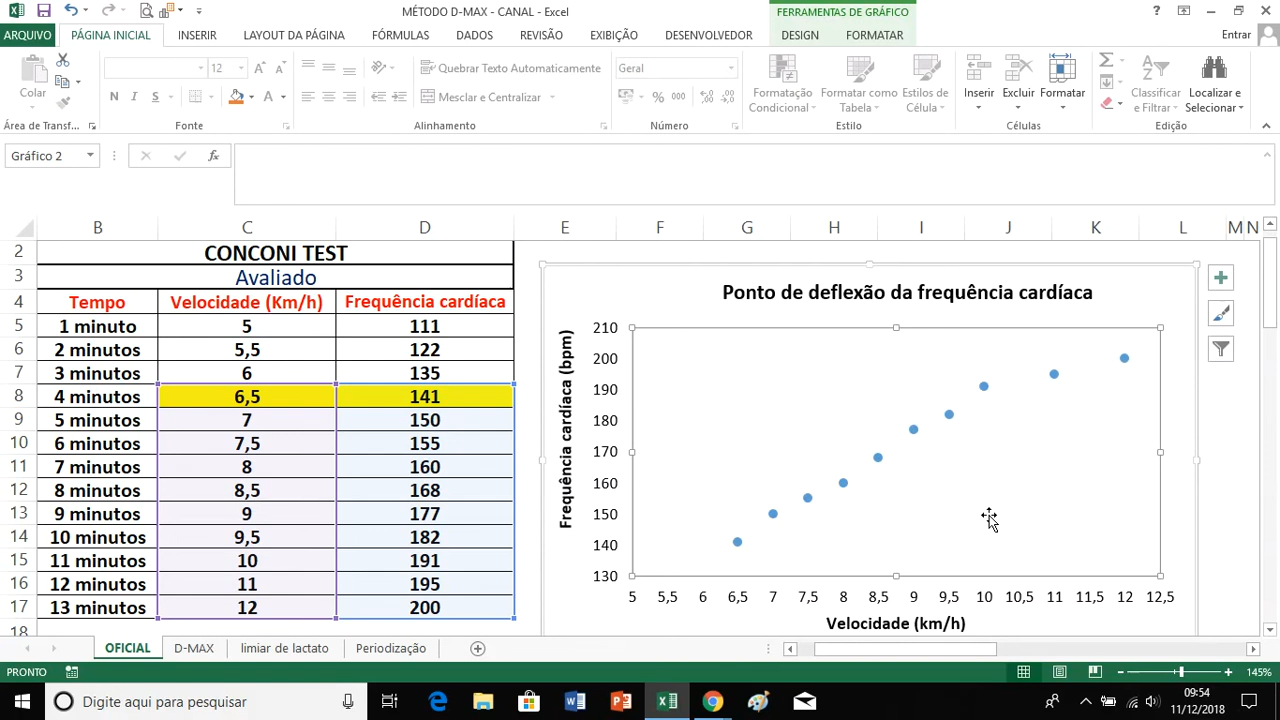 MÉTODO D-MAX - CANAL - Excel
FERRAMENTAS DE GRÁFICO
?
ARQUIVO PÁGINA INICIAL INSERIR LAYOUT DA PÁGINA FÓRMULAS DADOS REVISÃO EXIBIÇÃO DESENVOLVEDOR DESIGN FORMATAR Entrar
Colar
12
N I S
Quebrar Texto Automaticamente
Mesclar e Centralizar
Geral
% 000
Formatação Condicional
Formatar como Tabela
Estilos de Célula
Inserir Excluir Formatar
Classificar e Filtrar
Localizar e Selecionar
Área de Transf... Fonte Alinhamento Número Estilo Células Edição
Gráfico 2 fx
B C D E F G H I J K L M N
2 CONCONI TEST
3 Avaliado
4 Tempo Velocidade (Km/h) Frequência cardíaca
5 1 minuto 5 111
6 2 minutos 5,5 122
7 3 minutos 6 135
8 4 minutos 6,5 141
9 5 minutos 7 150
10 6 minutos 7,5 155
11 7 minutos 8 160
12 8 minutos 8,5 168
13 9 minutos 9 177
14 10 minutos 9,5 182
15 11 minutos 10 191
16 12 minutos 11 195
17 13 minutos 12 200
18
Ponto de deflexão da frequência cardíaca
Frequência cardíaca (bpm)
210
200
190
180
170
160
150
140
130
5 5,5 6 6,5 7 7,5 8 8,5 9 9,5 10 10,5 11 11,5 12 12,5
Velocidade (km/h)
OFICIAL D-MAX limiar de lactato Periodização
PRONTO
145%
Digite aqui para pesquisar
09:54
11/12/2018